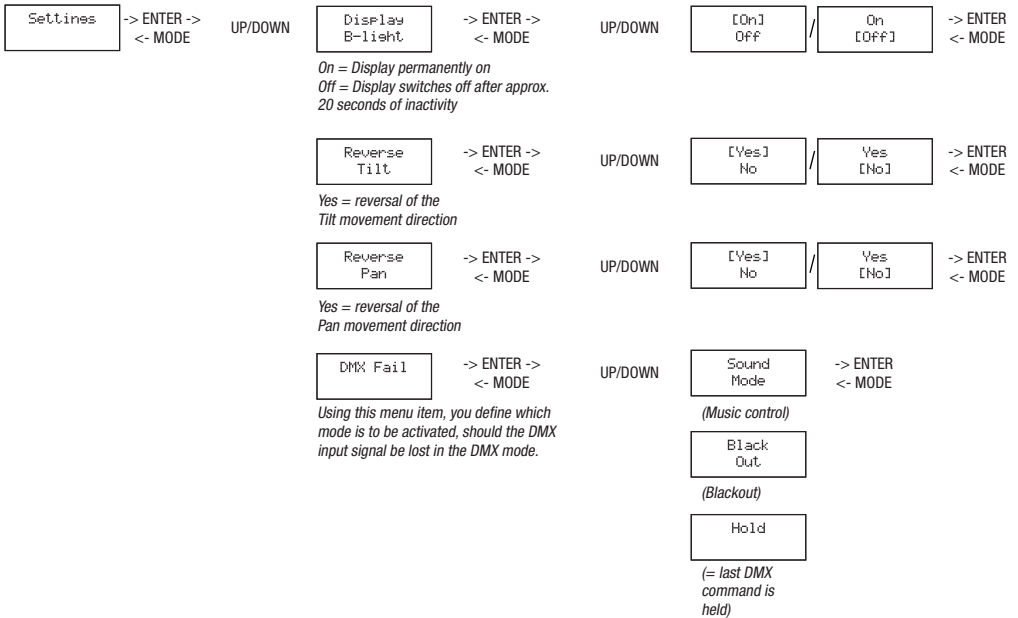 Settings
-> ENTER ->
<- MODE
UP/DOWN
Display
B-light
-> ENTER ->
<- MODE
UP/DOWN
[On]
Off
/
On
[Off]
-> ENTER
<- MODE
On = Display permanently on
Off = Display switches off after approx.
20 seconds of inactivity
Reverse
Tilt
-> ENTER ->
<- MODE
UP/DOWN
[Yes]
No
/
Yes
[No]
-> ENTER
<- MODE
Yes = reversal of the
Tilt movement direction
Reverse
Pan
-> ENTER ->
<- MODE
UP/DOWN
[Yes]
No
/
Yes
[No]
-> ENTER
<- MODE
Yes = reversal of the
Pan movement direction
DMX Fail
-> ENTER ->
<- MODE
UP/DOWN
Sound
Mode
-> ENTER
<- MODE
Using this menu item, you define which
mode is to be activated, should the DMX
input signal be lost in the DMX mode.
(Music control)
Black
Out
(Blackout)
Hold
(= last DMX
command is
held)